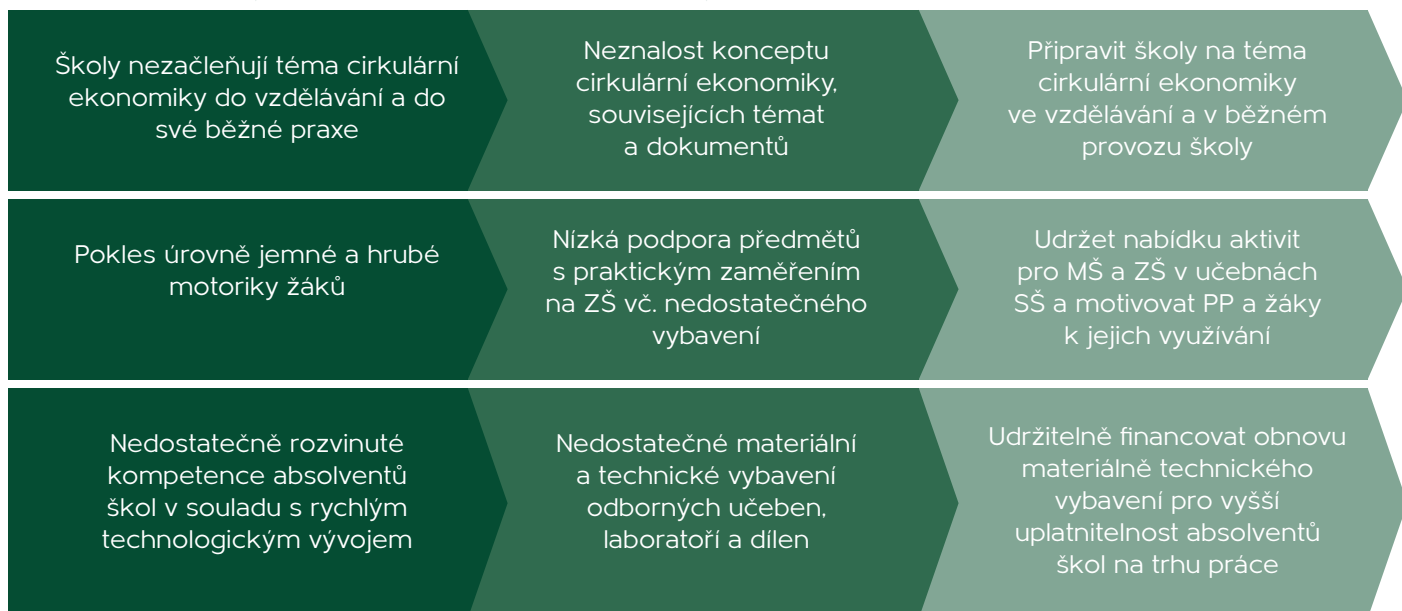 Školy nezačleňují téma cirkulární
ekonomiky do vzdělávání a do
své běžné praxe
Neznalost konceptu
cirkulární ekonomiky,
souvisejících témat
a dokumentů
Připravit školy na téma
cirkulární ekonomiky
ve vzdělávání a v běžném
provozu školy
Pokles úrovně jemné a hrubé
motoriky žáků
Nízká podpora předmětů
s praktickým zaměřením
na ZŠ vč. nedostatečného
vybavení
Udržet nabídku aktivit
pro MŠ a ZŠ v učebnách
SŠ a motivovat PP a žáky
k jejich využívání
Nedostatečně rozvinuté
kompetence absolventů
škol v souladu s rychlým
technologickým vývojem
Nedostatečné materiální
a technické vybavení
odborných učeben,
laboratoří a dílen
Udržitelně financovat obnovu
materiálně technického
vybavení pro vyšší
uplatnitelnost absolventů
škol na trhu práce